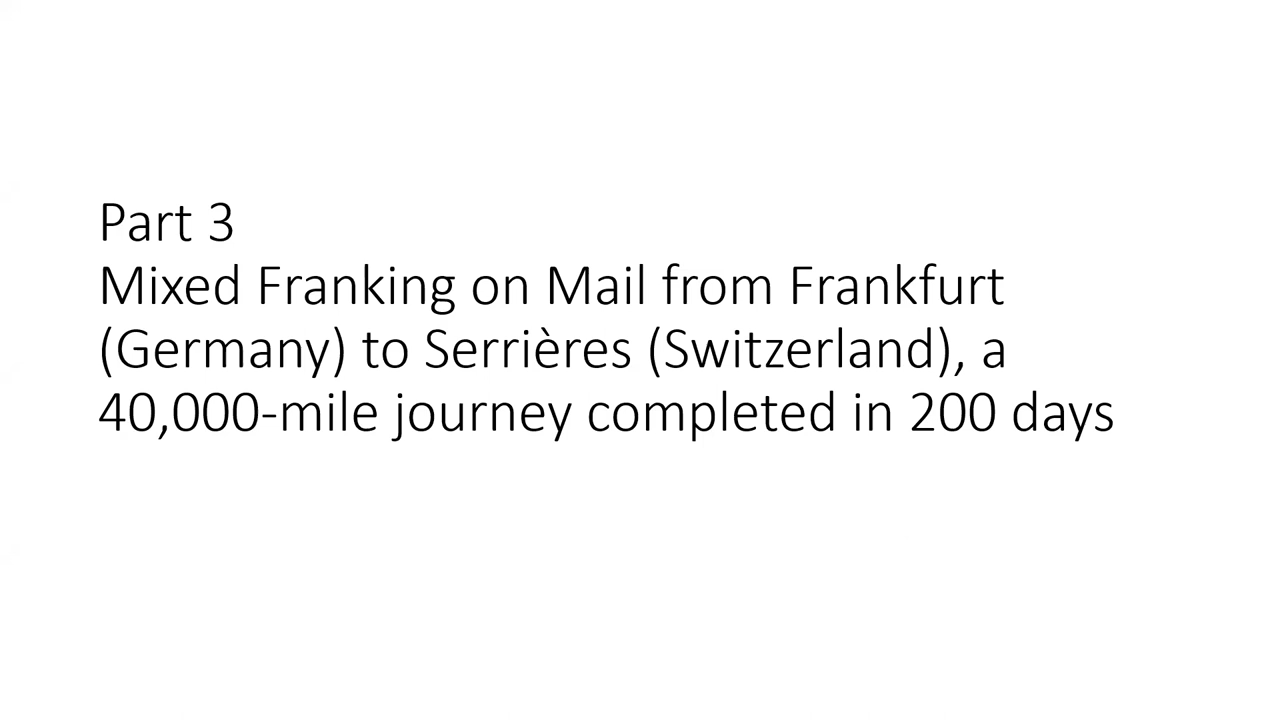 Part 3
Mixed Franking on Mail from Frankfurt
(Germany) to Serrières (Switzerland), a
40,000-mile journey completed in 200 days